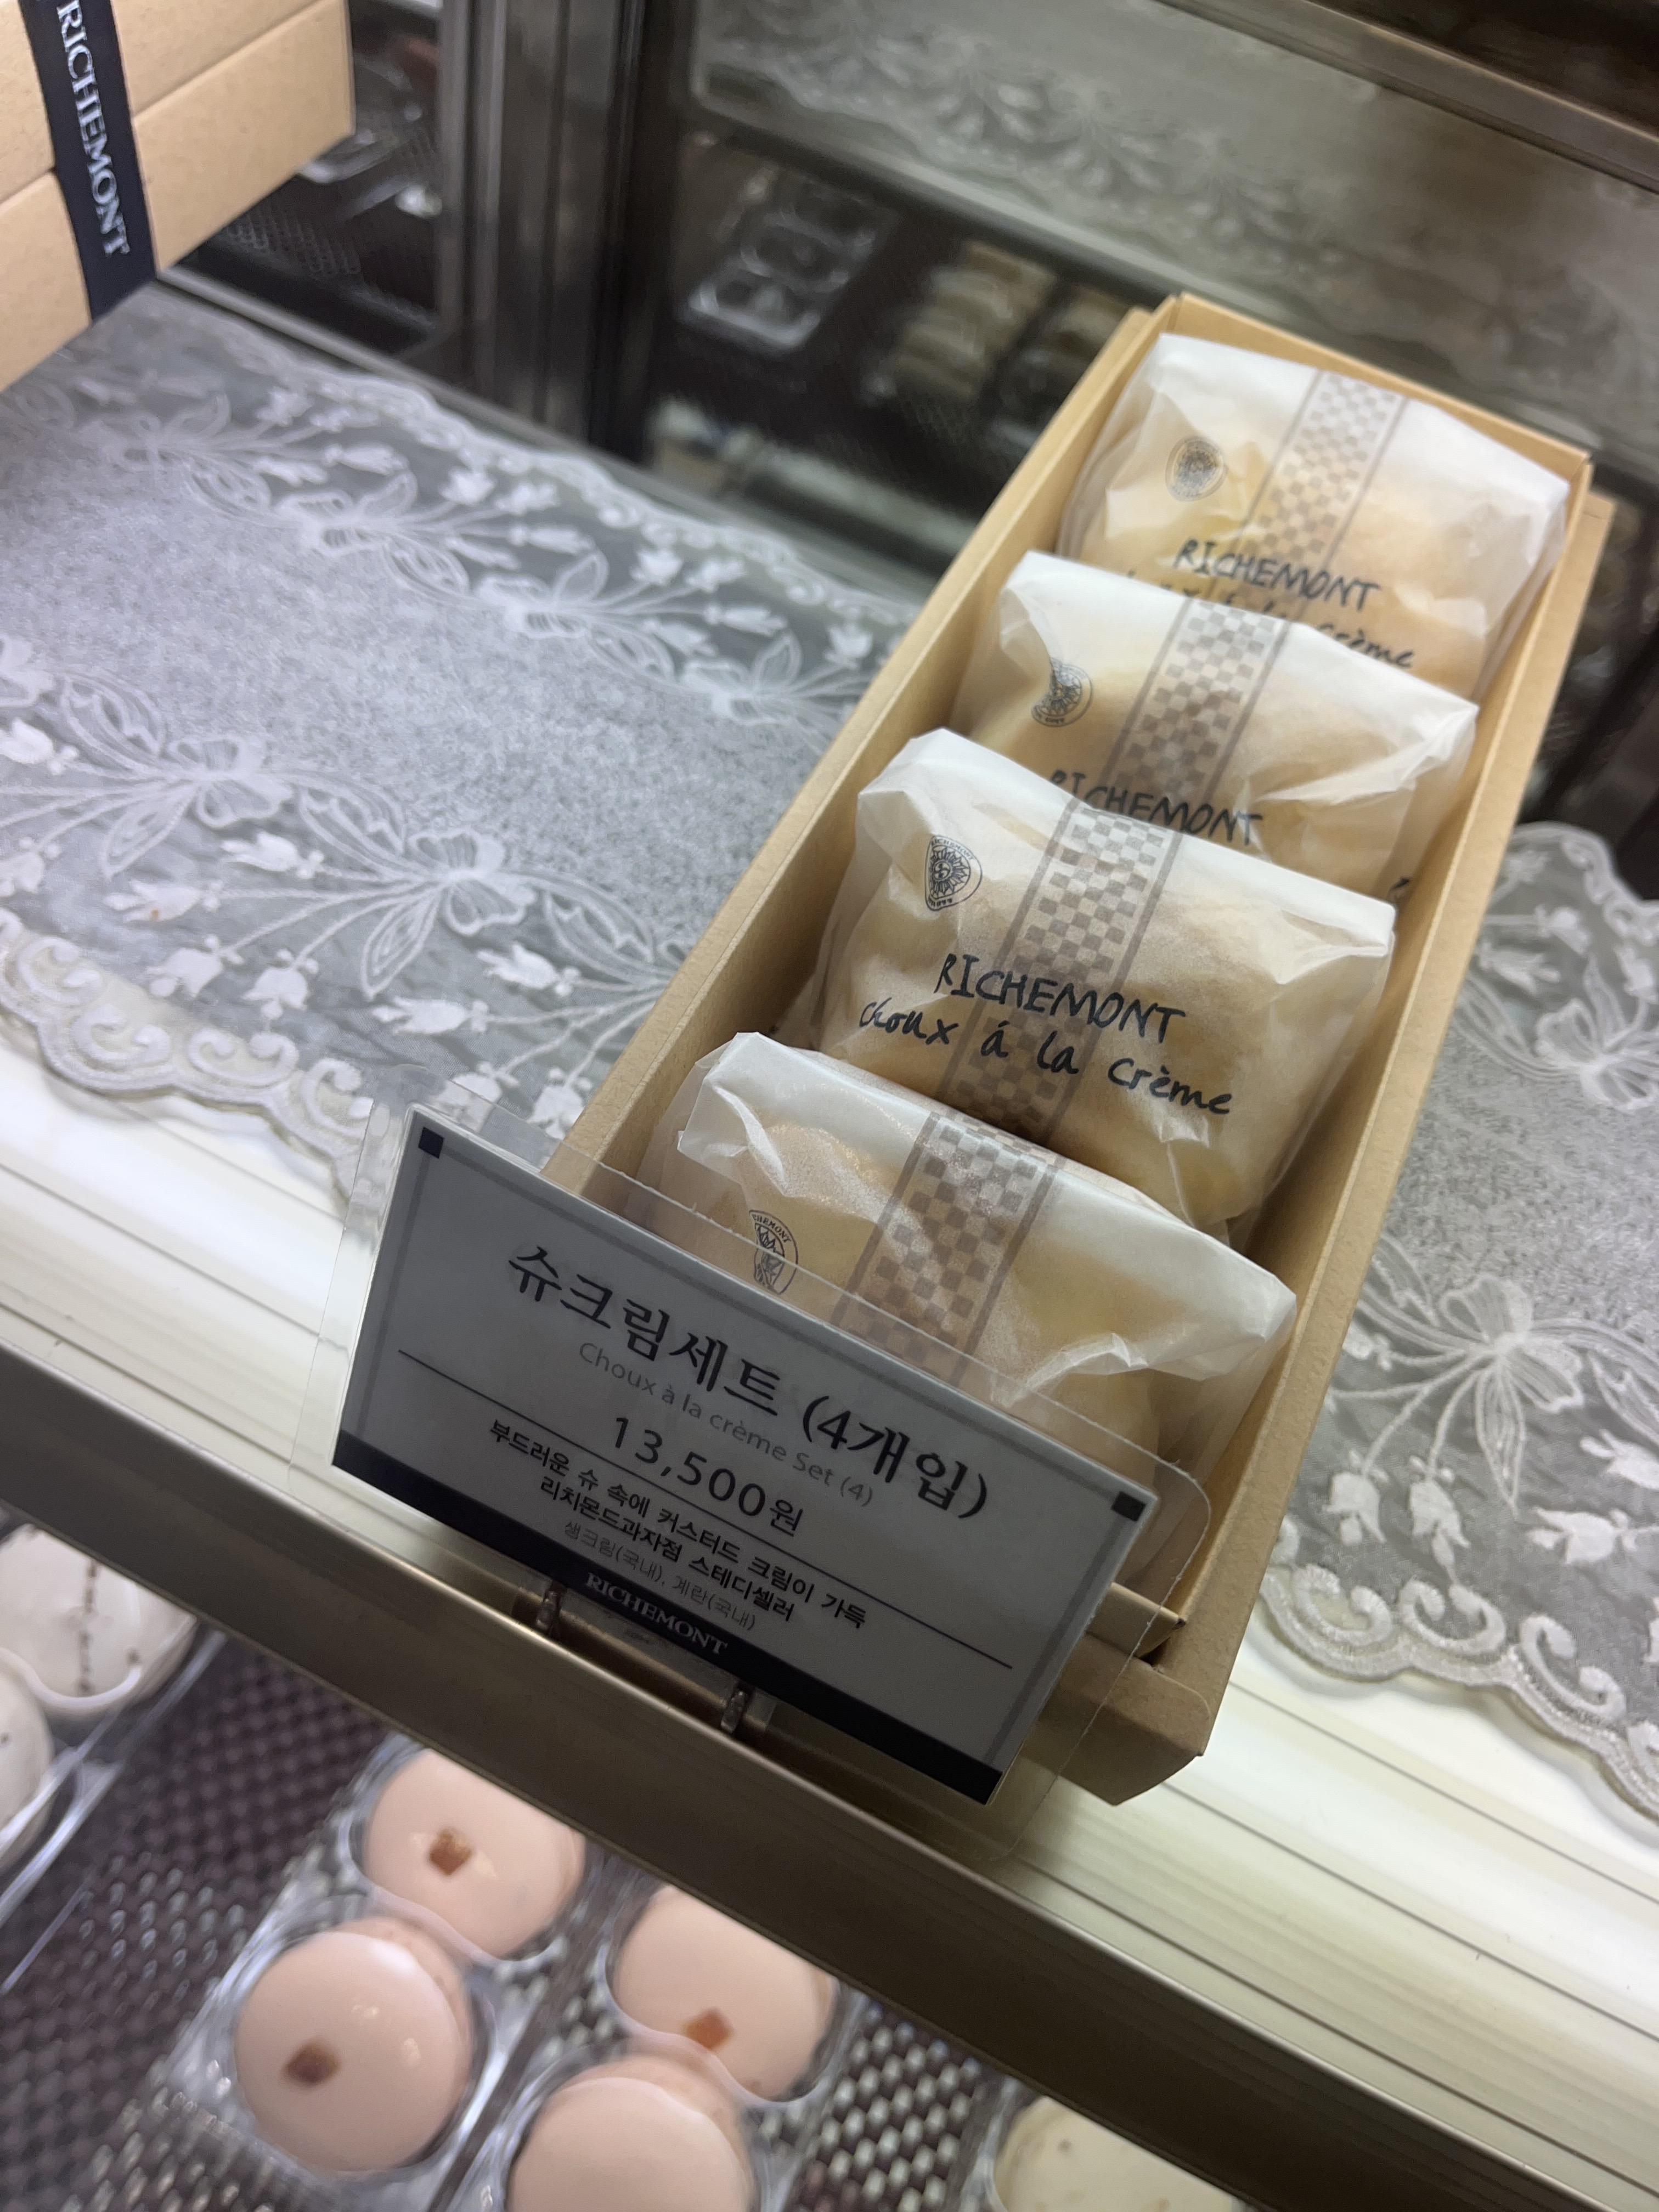 RICHEMONT
RICHEMONT
crème
RICHEMONT
RICHEMONT
RICHEMONT
choux á la crème
슈크림세트 (4개입)
Choux à la crème Set (4)
13,500원
부드러운 슈 속에 커스터드 크림이 가득
리치몬드과자점 스테디셀러
생크림(국내), 계란(국내)
RICHEMONT